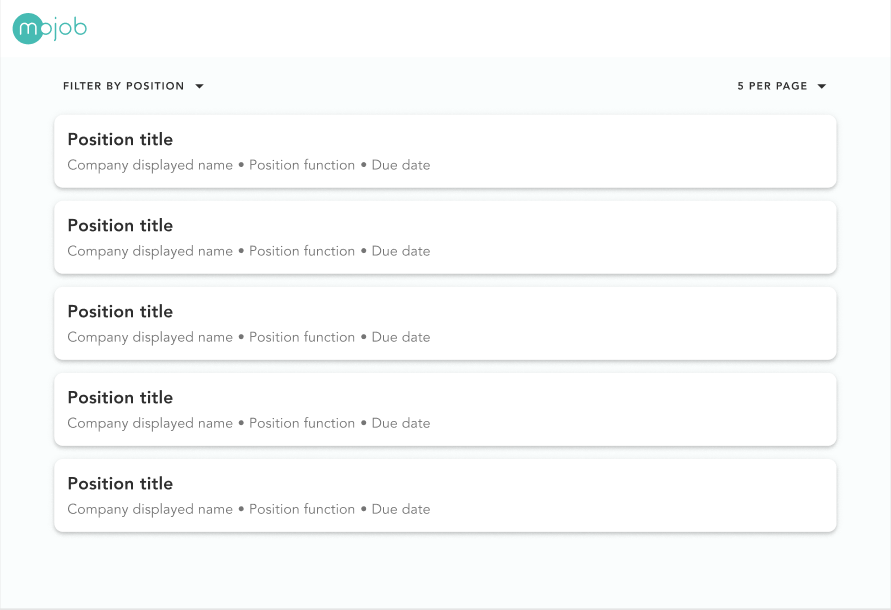 mojob
FILTER BY POSITION
5 PER PAGE
Position title
Company displayed name • Position function • Due date
Position title
Company displayed name • Position function • Due date
Position title
Company displayed name • Position function • Due date
Position title
Company displayed name • Position function • Due date
Position title
Company displayed name • Position function • Due date